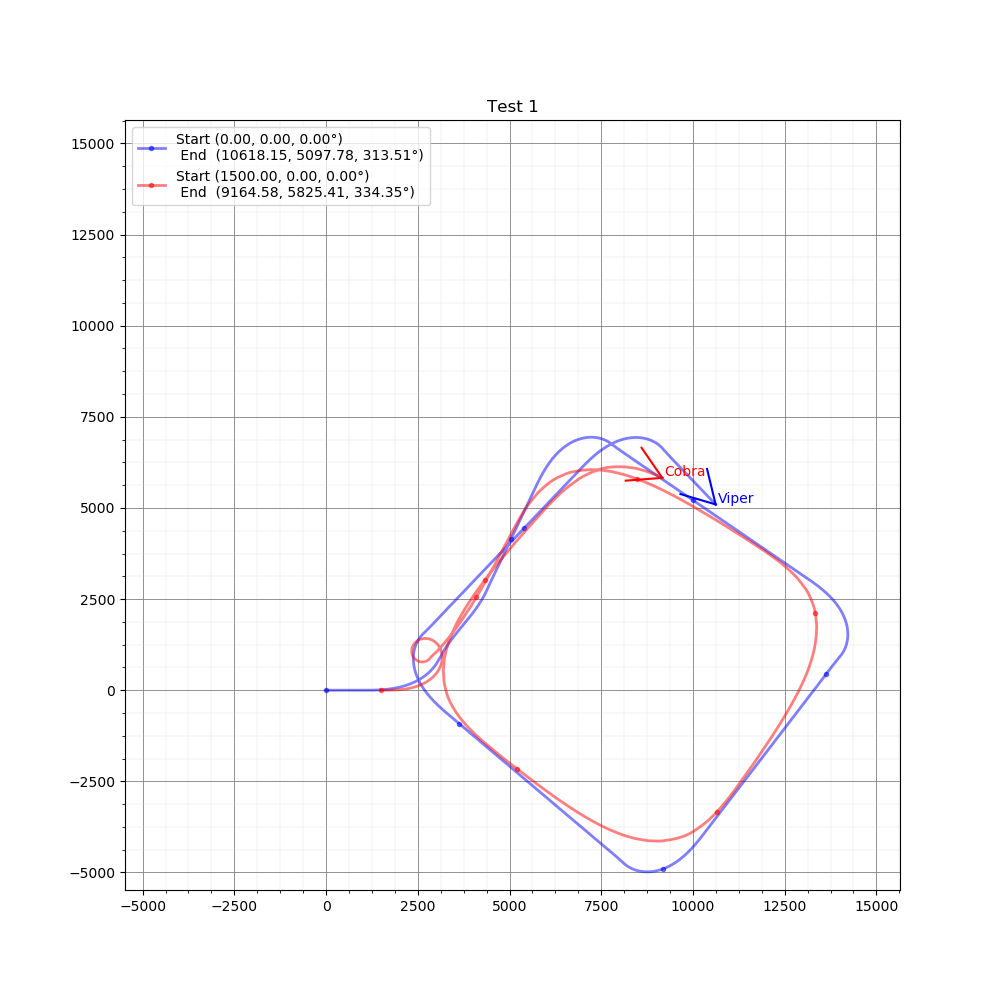 Test 1
Start (0.00, 0.00, 0.00°)
End  (10618.15, 5097.78, 313.51°)
Start (1500.00, 0.00, 0.00°)
End  (9164.58, 5825.41, 334.35°)
15000
12500
10000
7500
5000
2500
0
−2500
−5000
Cobra
Viper
−5000 −2500 0 2500 5000 7500 10000 12500 15000